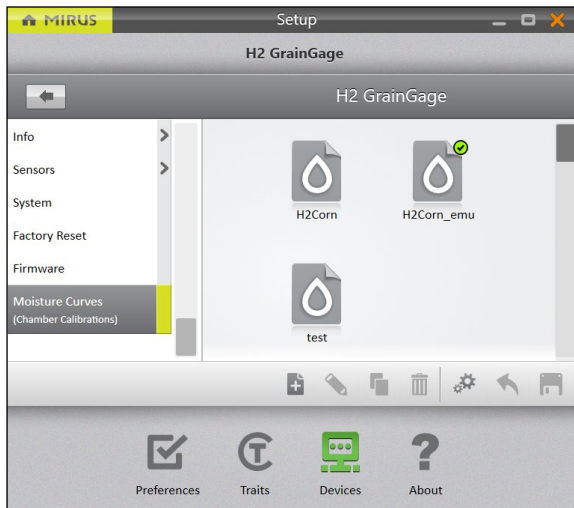 MIRUS
Setup
H2 GrainGage
H2 GrainGage
Info
Sensors
System
Factory Reset
Firmware
Moisture Curves
(Chamber Calibrations)
H2Corn
H2Corn_emu
test
Preferences
Traits
Devices
About